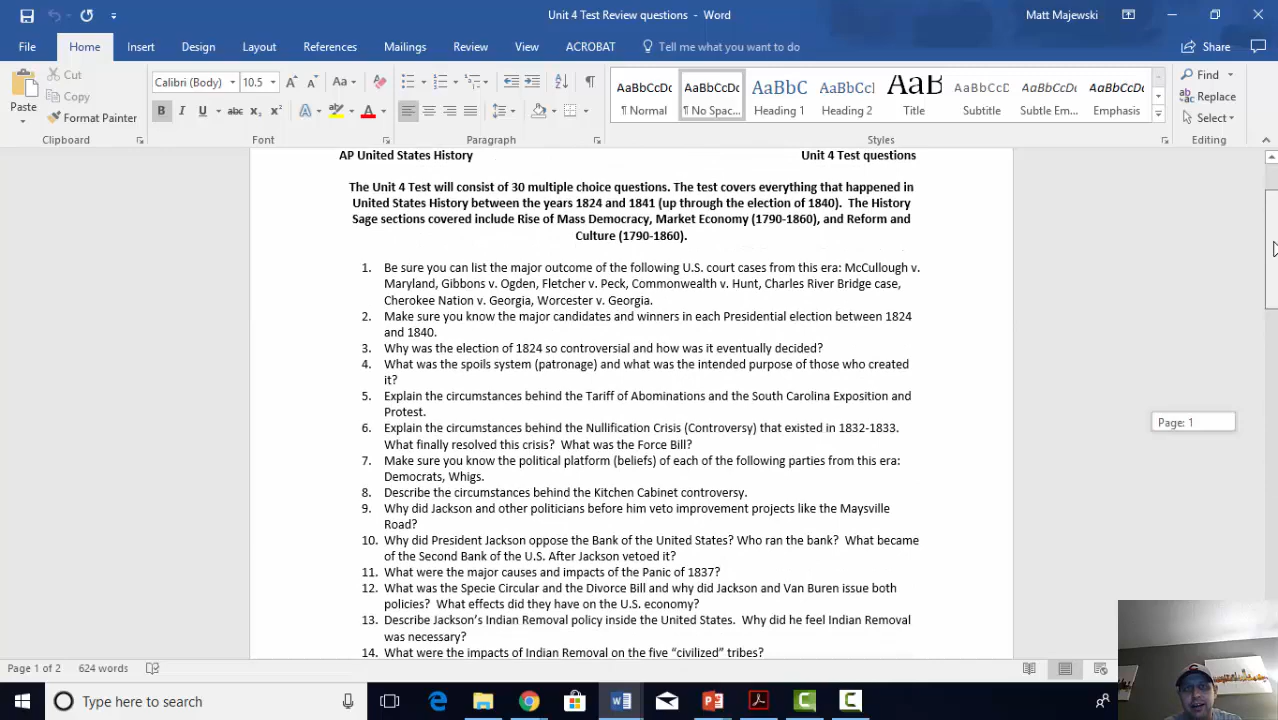 Unit 4 Test Review questions - Word
Matt Majewski
File Home Insert Design Layout References Mailings Review View ACROBAT Tell me what you want to do Share
Paste Cut Copy Format Painter
Calibri (Body) 10.5
AaBbCcDc ¶ Normal
AaBbCcDc ¶ No Spac...
AaBbC Heading 1
AaBbCcI Heading 2
AaB Title
AaBbCcD Subtitle
AaBbCcDc Subtle Em...
AaBbCcDc Emphasis
Find Replace Select
Clipboard Font Paragraph Styles Editing
AP United States History Unit 4 Test questions
The Unit 4 Test will consist of 30 multiple choice questions. The test covers everything that happened in
United States History between the years 1824 and 1841 (up through the election of 1840). The History
Sage sections covered include Rise of Mass Democracy, Market Economy (1790-1860), and Reform and
Culture (1790-1860).
1. Be sure you can list the major outcome of the following U.S. court cases from this era: McCullough v.
Maryland, Gibbons v. Ogden, Fletcher v. Peck, Commonwealth v. Hunt, Charles River Bridge case,
Cherokee Nation v. Georgia, Worcester v. Georgia.
2. Make sure you know the major candidates and winners in each Presidential election between 1824
and 1840.
3. Why was the election of 1824 so controversial and how was it eventually decided?
4. What was the spoils system (patronage) and what was the intended purpose of those who created
it?
5. Explain the circumstances behind the Tariff of Abominations and the South Carolina Exposition and
Protest.
6. Explain the circumstances behind the Nullification Crisis (Controversy) that existed in 1832-1833.
What finally resolved this crisis? What was the Force Bill?
7. Make sure you know the political platform (beliefs) of each of the following parties from this era:
Democrats, Whigs.
8. Describe the circumstances behind the Kitchen Cabinet controversy.
9. Why did Jackson and other politicians before him veto improvement projects like the Maysville
Road?
10. Why did President Jackson oppose the Bank of the United States? Who ran the bank? What became
of the Second Bank of the U.S. After Jackson vetoed it?
11. What were the major causes and impacts of the Panic of 1837?
12. What was the Specie Circular and the Divorce Bill and why did Jackson and Van Buren issue both
policies? What effects did they have on the U.S. economy?
13. Describe Jackson's Indian Removal policy inside the United States. Why did he feel Indian Removal
was necessary?
14. What were the impacts of Indian Removal on the five "civilized" tribes?
Page: 1
Page 1 of 2 624 words
Type here to search